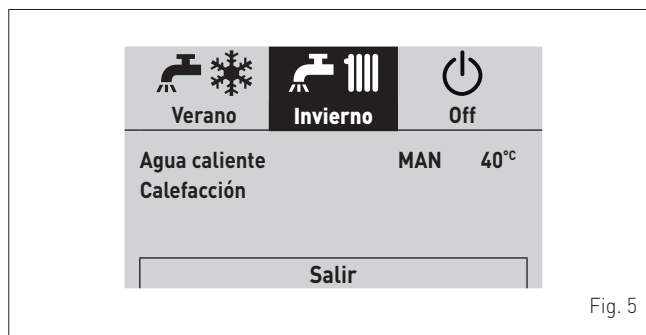 Verano Invierno Off
Agua caliente MAN 40°C
Calefacción
Salir
Fig. 5